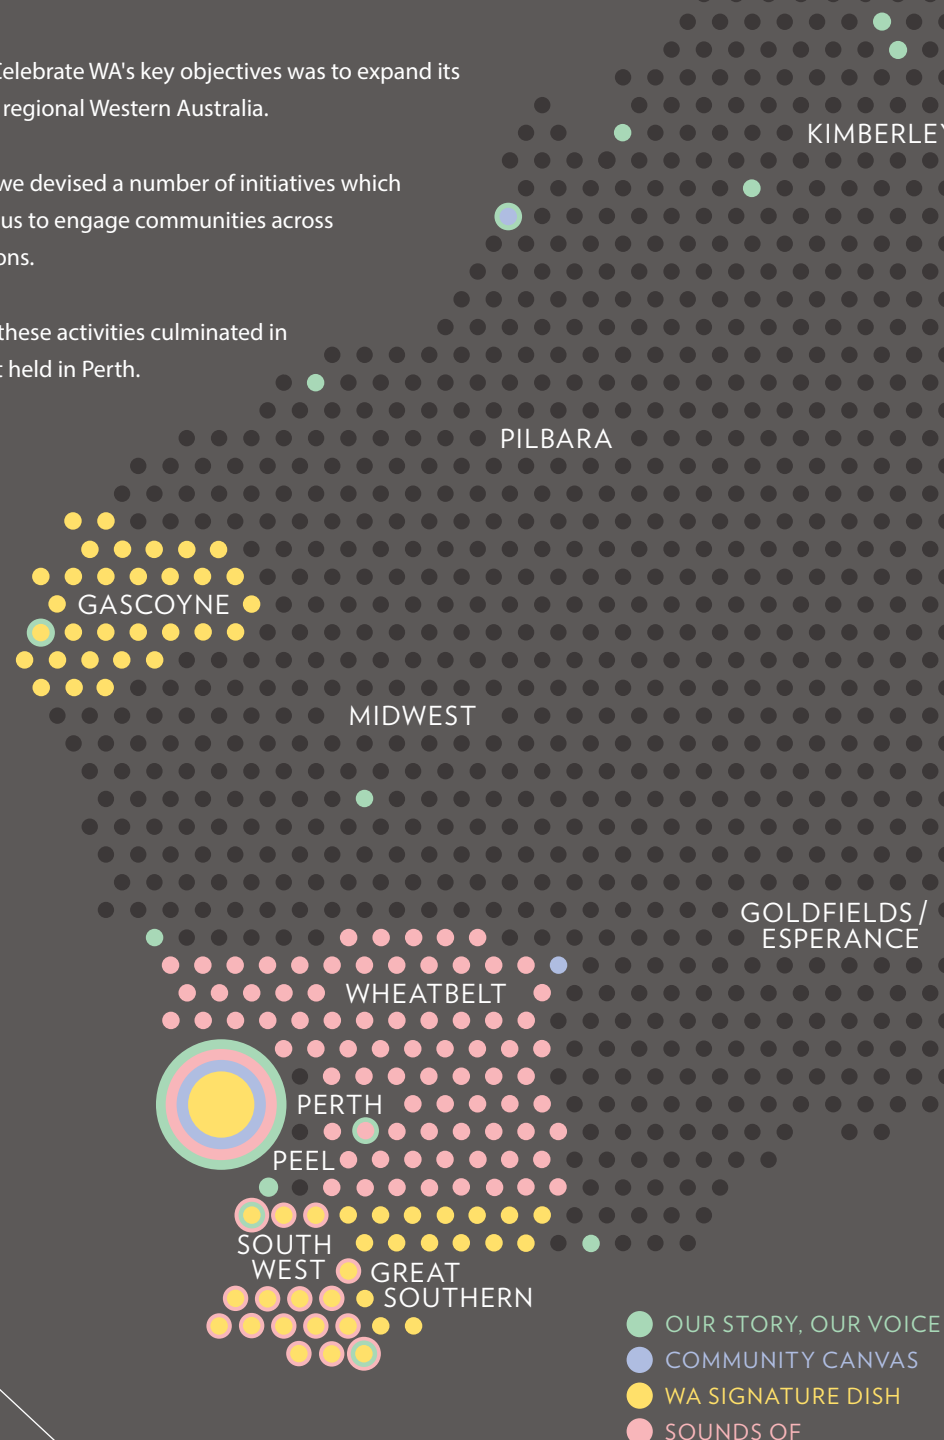 Celebrate WA's key objectives was to expand its
regional Western Australia.
we devised a number of initiatives which
us to engage communities across
ons.
these activities culminated in
t held in Perth.
KIMBERLEY
PILBARA
GASCOYNE
MIDWEST
GOLDFIELDS /
ESPERANCE
WHEATBELT
PERTH
PEEL
SOUTH
WEST
GREAT
SOUTHERN
OUR STORY, OUR VOICE
COMMUNITY CANVAS
WA SIGNATURE DISH
SOUNDS OF